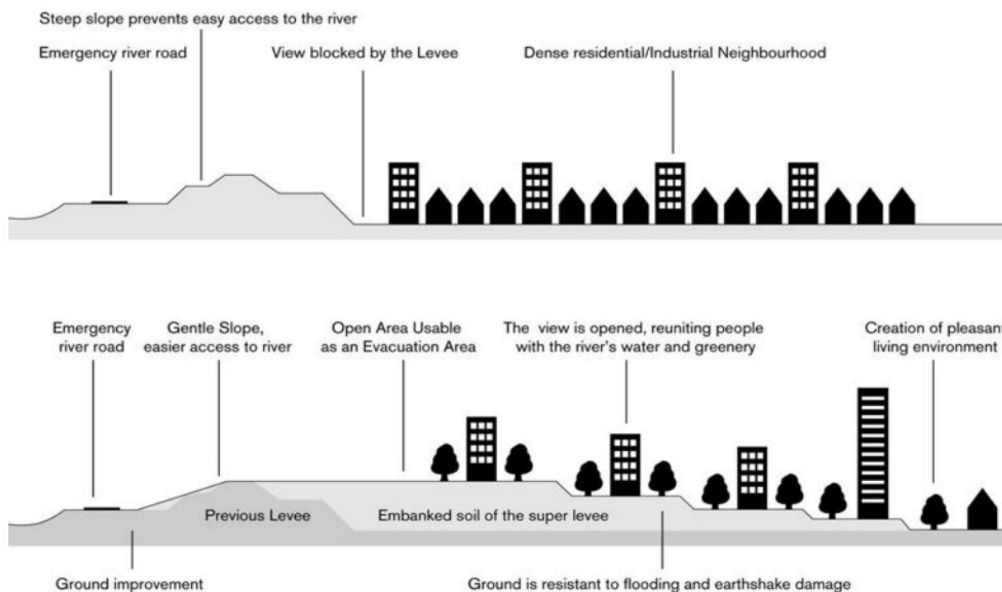 Steep slope prevents easy access to the river
Emergency river road
View blocked by the Levee
Dense residential/Industrial Neighbourhood
Emergency
river road
Gentle Slope,
easier access to river
Open Area Usable
as an Evacuation Area
The view is opened, reuniting people
with the river's water and greenery
Creation of pleasant
living environment
Previous Levee
Embanked soil of the super levee
Ground improvement
Ground is resistant to flooding and earthshake damage